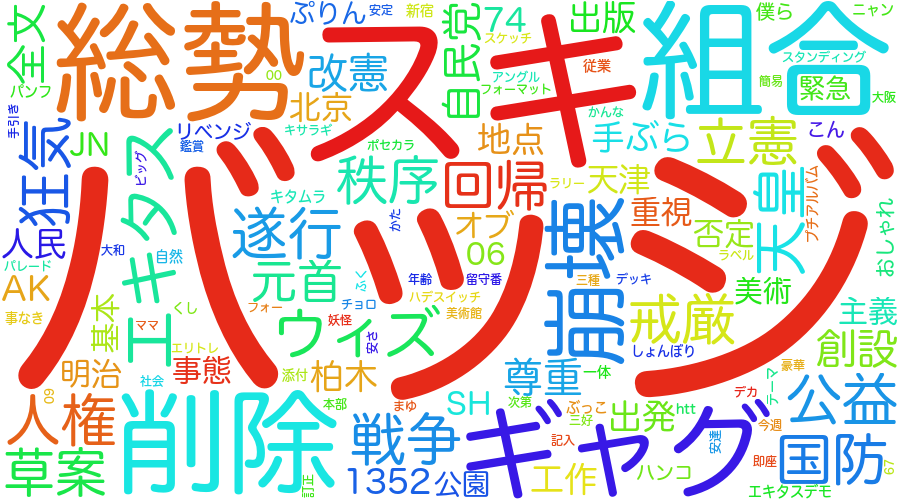 全文
総勢
ぷりん
安定
新宿
自民党
74
出版
僕ら
ニャン
スケッチ
スキ
組合
パンフ
oo
改憲
アングル
従業
スタンディング
フォーマット
簡易
緊急
大阪
手引き
狂気
JN
エキタス
ビッグ
リベンジ
鑑賞
北京
キサラギ
かんな
地点
手ぶら
立憲
こん
ポセカラ
秩序
回帰
ラリー
天津
天皇
プチアルバム
バッジ
ミ
人民
大和
自然
キタムラ
遂行
かた
オブ
06
崩壊
重視
否定
ラベル
おしゃれ
パレード
AK
事なき
基本
くし
元首
ふく
年齢
留守番
三種
デッキ
チョロ
ハデスイッチ
美術館
戒厳
美術
主義
フォー
ママ
妖怪
ウィズ
安さ
しょんぼり
創設
エリトレ
明治
事態
添付
柏木
尊重
一体
豪華
テーマ
社会
09
人権
削除
本部
まゆ
SH
次第
ぶっこ
三好
出発
htt
デカ
今週
公益
戦争
ギャグ
記入
安達
国防
草案
訂正
1352
公園
工作
ハンコ
即座
67
エキタスデモ